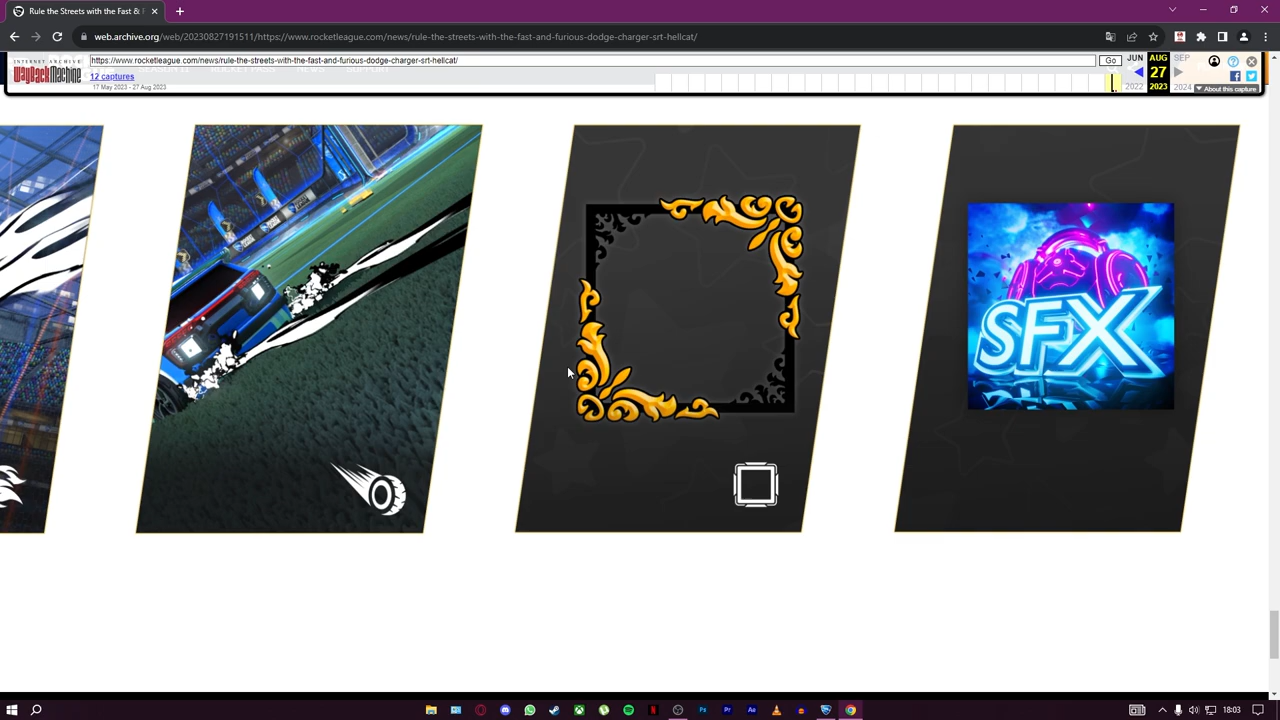 Rule the Streets with the Fast & F
web.archive.org/web/20230827191511/https://www.rocketleague.com/news/rule-the-streets-with-the-fast-and-furious-dodge-charger-srt-hellcat/
INTERNET ARCHIVE
WayBackMachine
https://www.rocketleague.com/news/rule-the-streets-with-the-fast-and-furious-dodge-charger-srt-hellcat/
Go
JUN AUG SEP
12 captures
27
17 May 2023 - 27 Aug 2023
2022 2023 2024
About this capture
SFX
18:03